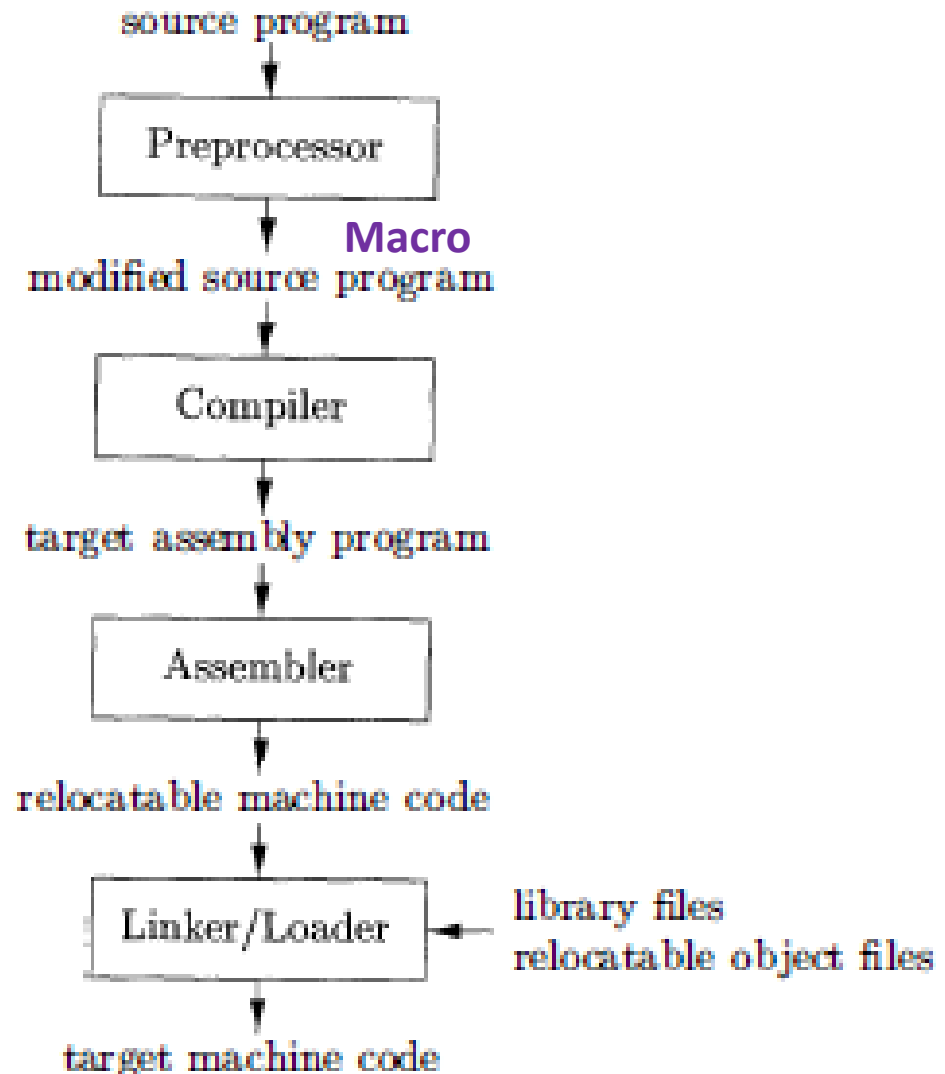 source program
Preprocessor
Macro
modified source program
Compiler
target assembly program
Assembler
relocatable machine code
Linker/Loader
library files
relocatable object files
target machine code